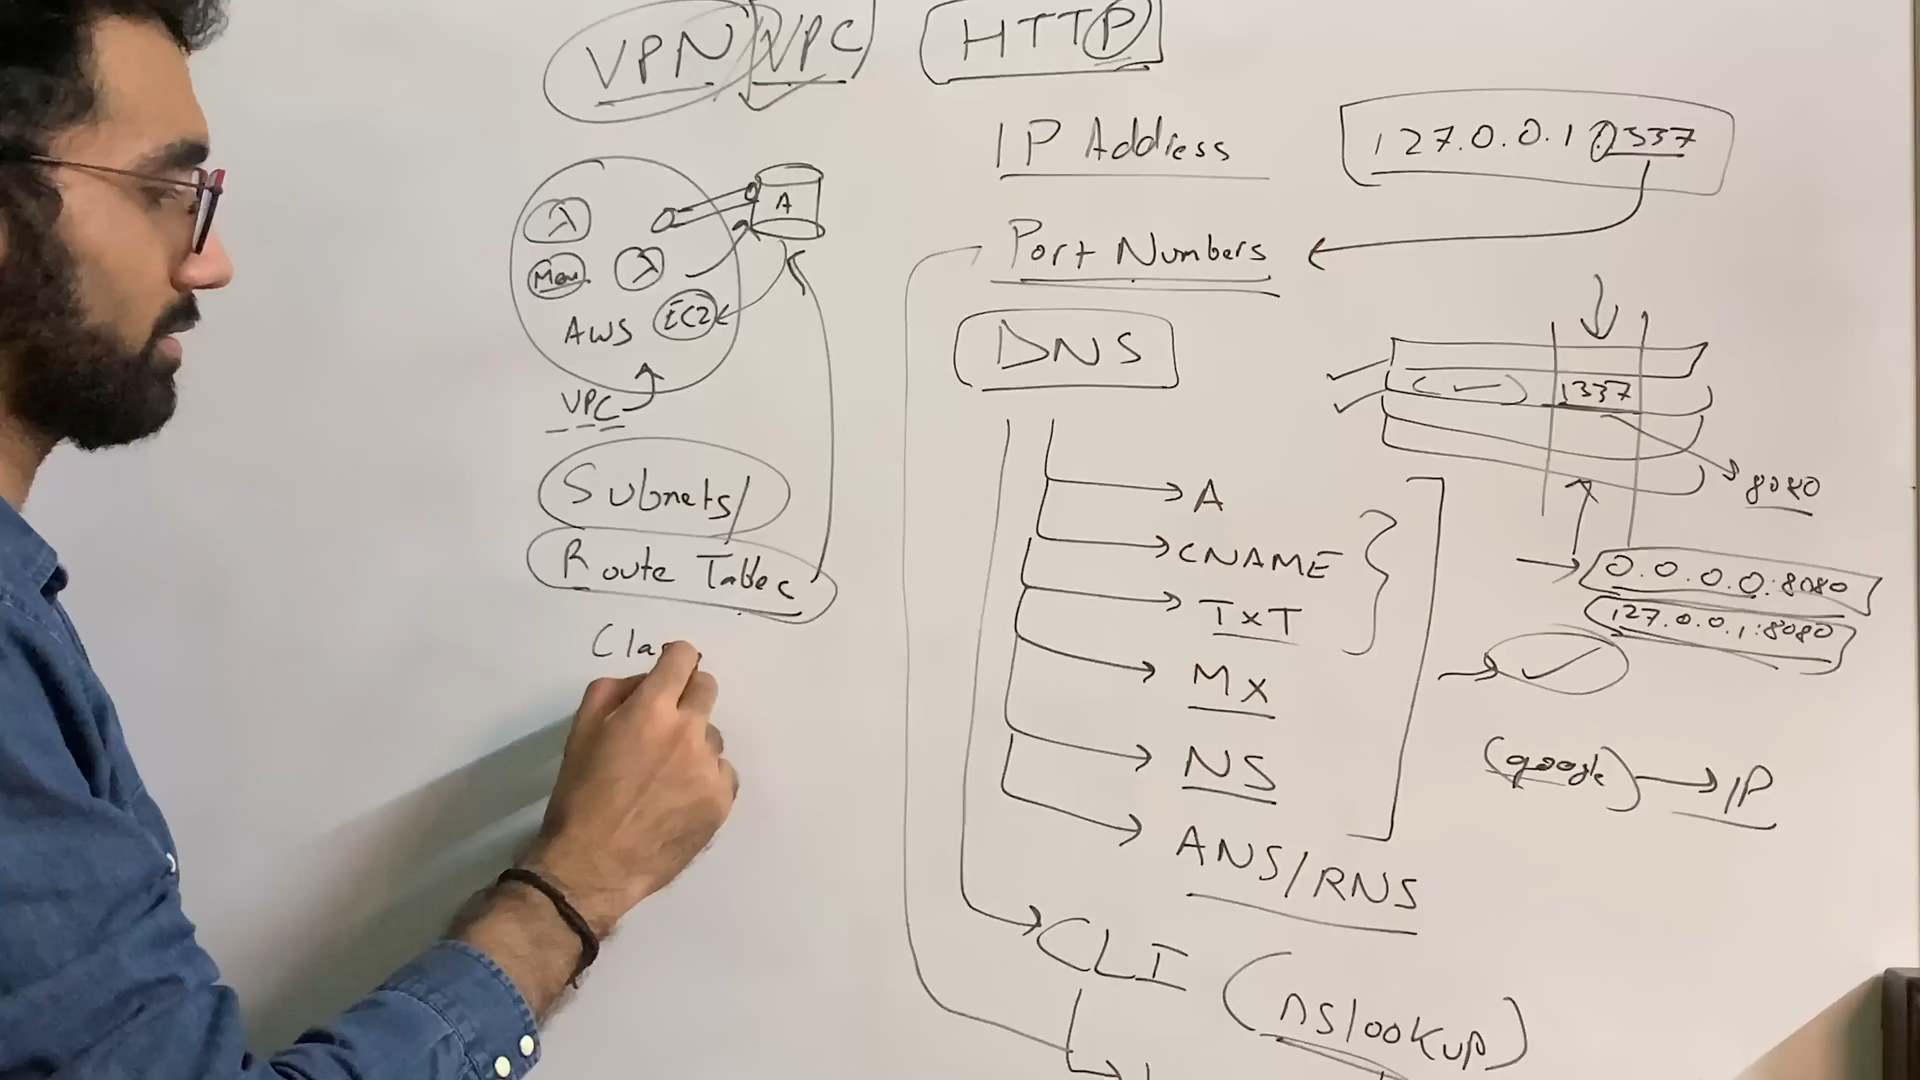 VPN VPC
HTTP
IP Address
127.0.0.1
1337
Port Numbers
A
λ
λ
EC2
AWS
VPC
DNS
1337
8080
Subnets/
Route Tables
Cla
A
CNAME
TXT
MX
NS
ANS/RNS
0.0.0.0:8080
127.0.0.1:8080
(google) IP
CLI (nslookup)